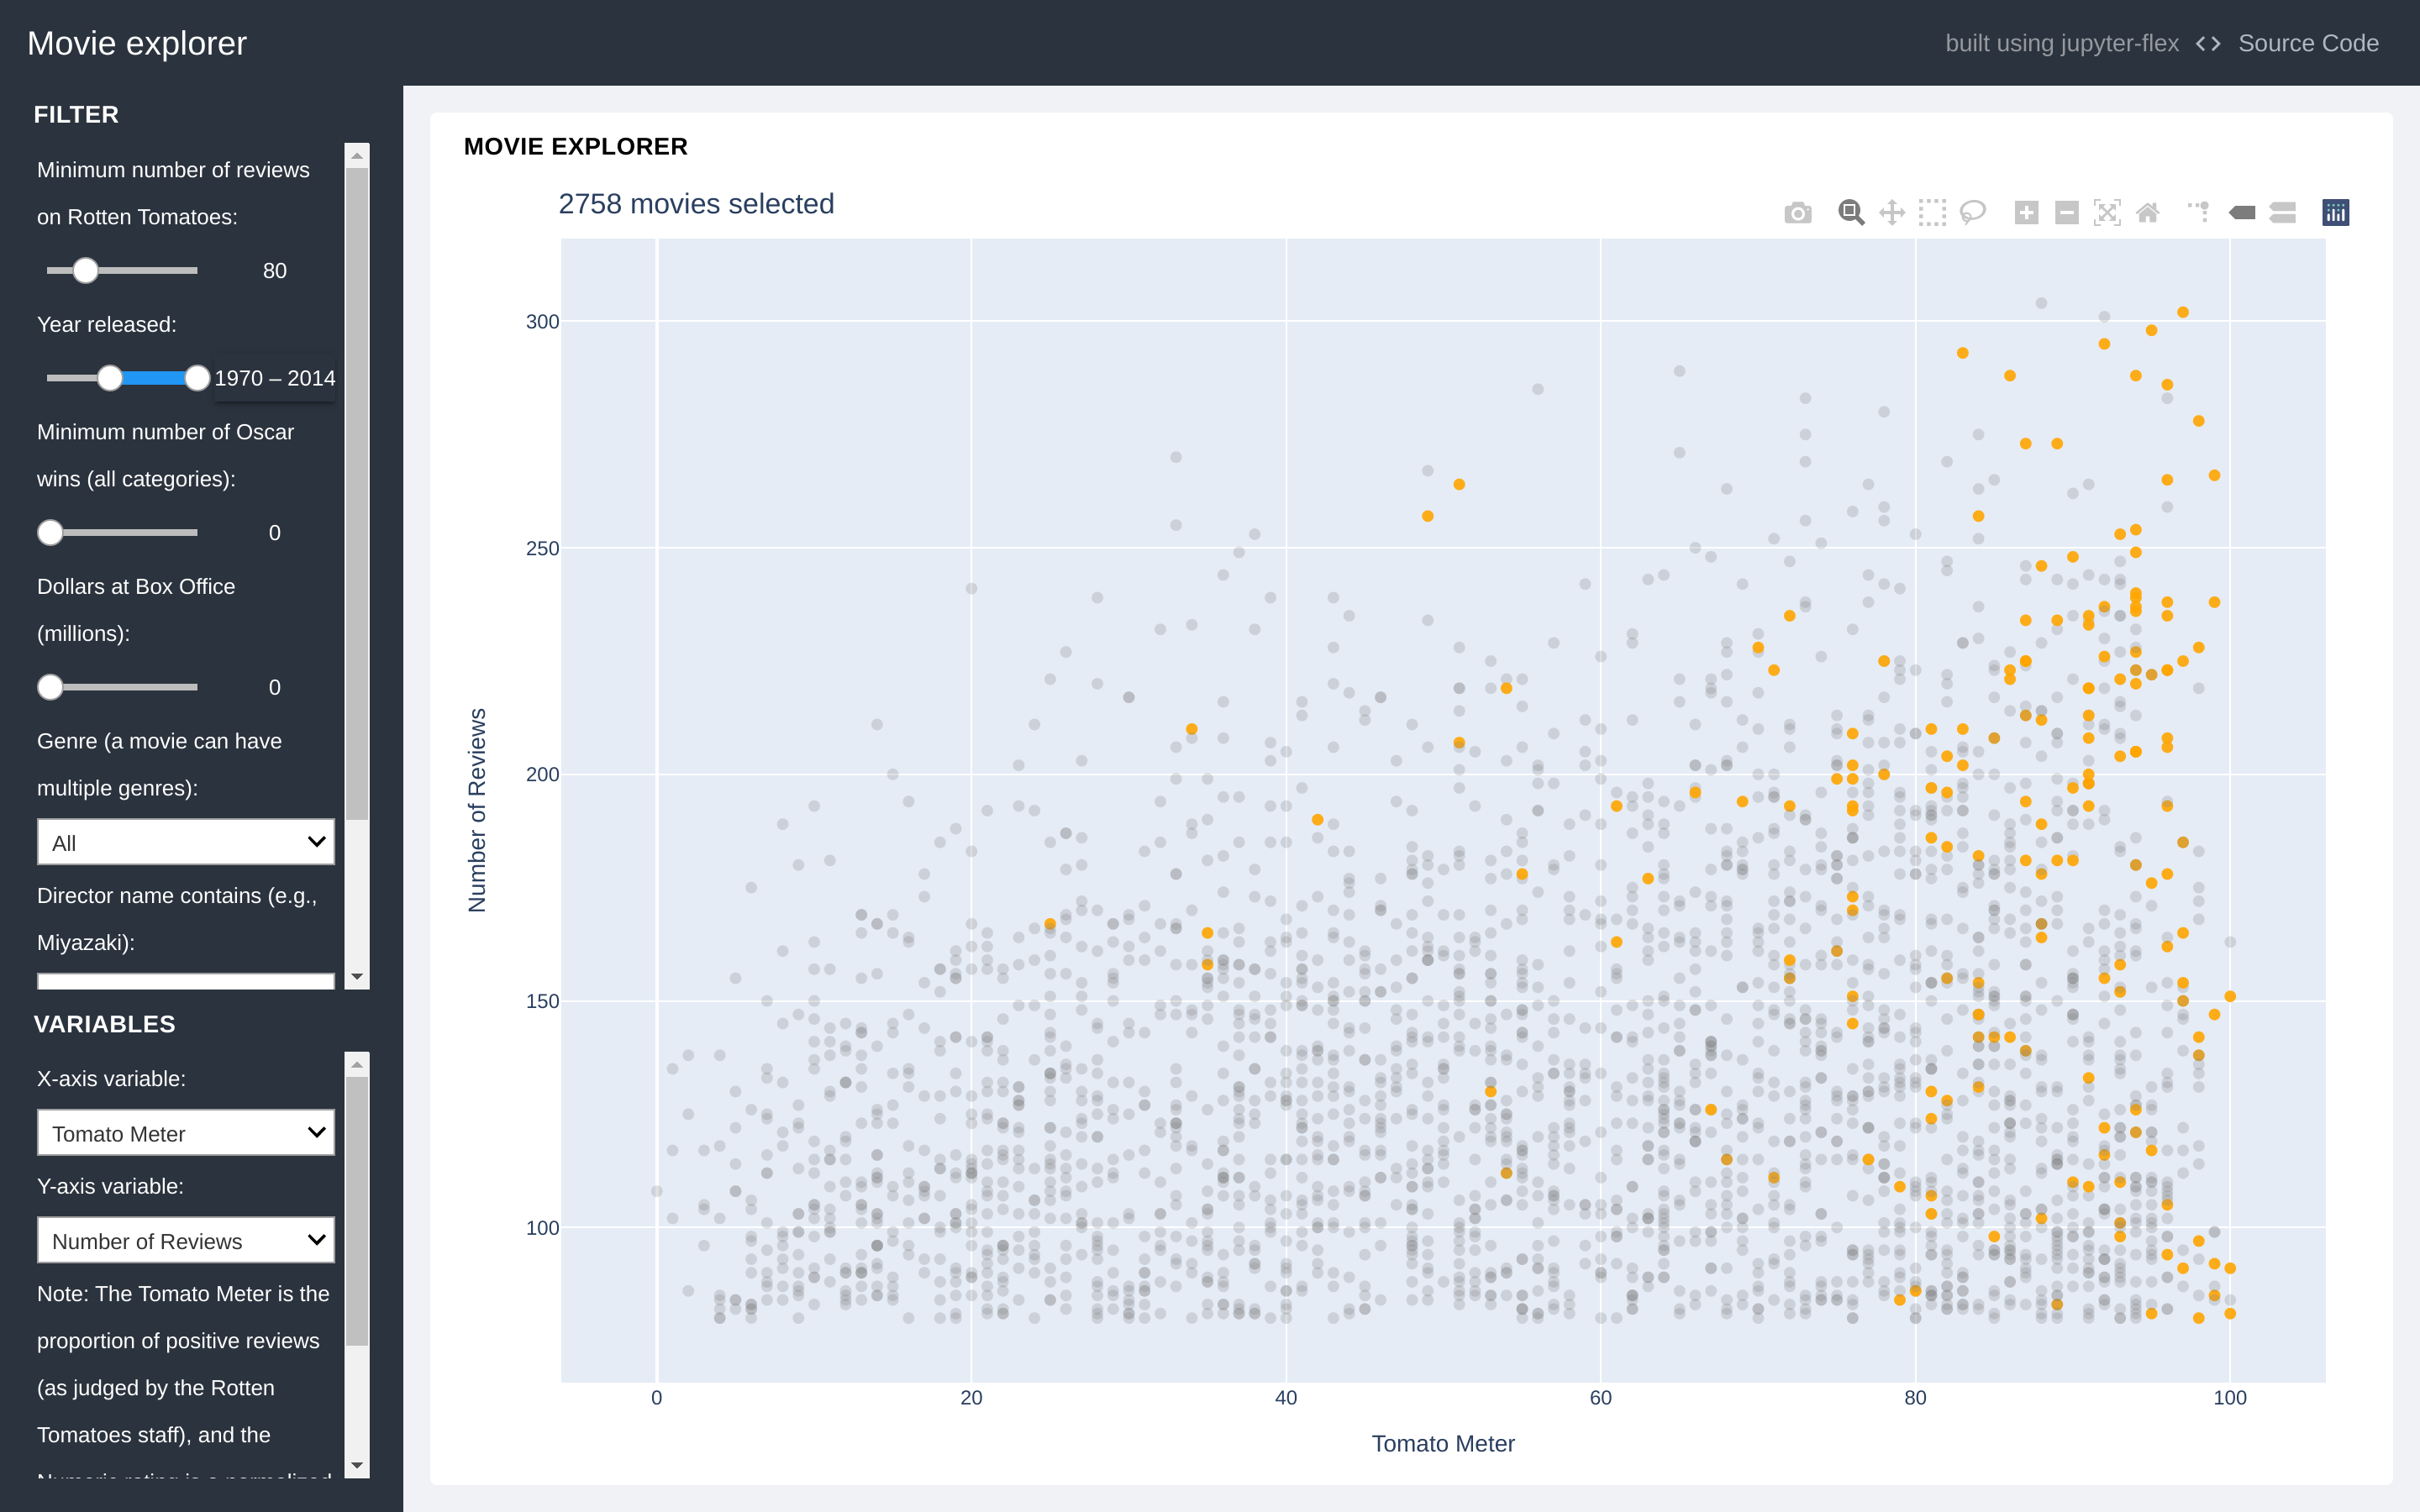 Movie explorer
built using jupyter-flex
Source Code
FILTER
Minimum number of reviews
on Rotten Tomatoes:
80
Year released:
1970 – 2014
Minimum number of Oscar
wins (all categories):
0
Dollars at Box Office
(millions):
0
Genre (a movie can have
multiple genres):
All
Director name contains (e.g.,
Miyazaki):
VARIABLES
X-axis variable:
Tomato Meter
Y-axis variable:
Number of Reviews
Note: The Tomato Meter is the
proportion of positive reviews
(as judged by the Rotten
Tomatoes staff), and the
Numeric rating is a normalized
MOVIE EXPLORER
2758 movies selected
Number of Reviews
300
250
200
150
100
0
20
40
60
80
100
Tomato Meter